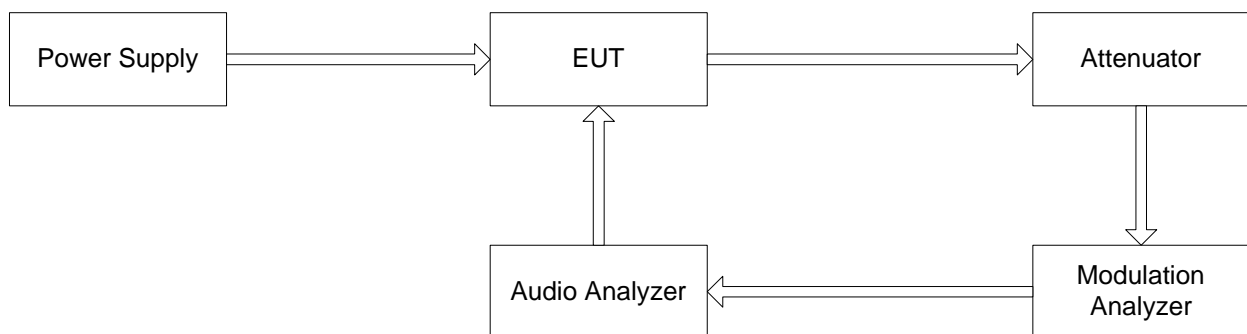 Power Supply
EUT
Attenuator
Audio Analyzer
Modulation
Analyzer